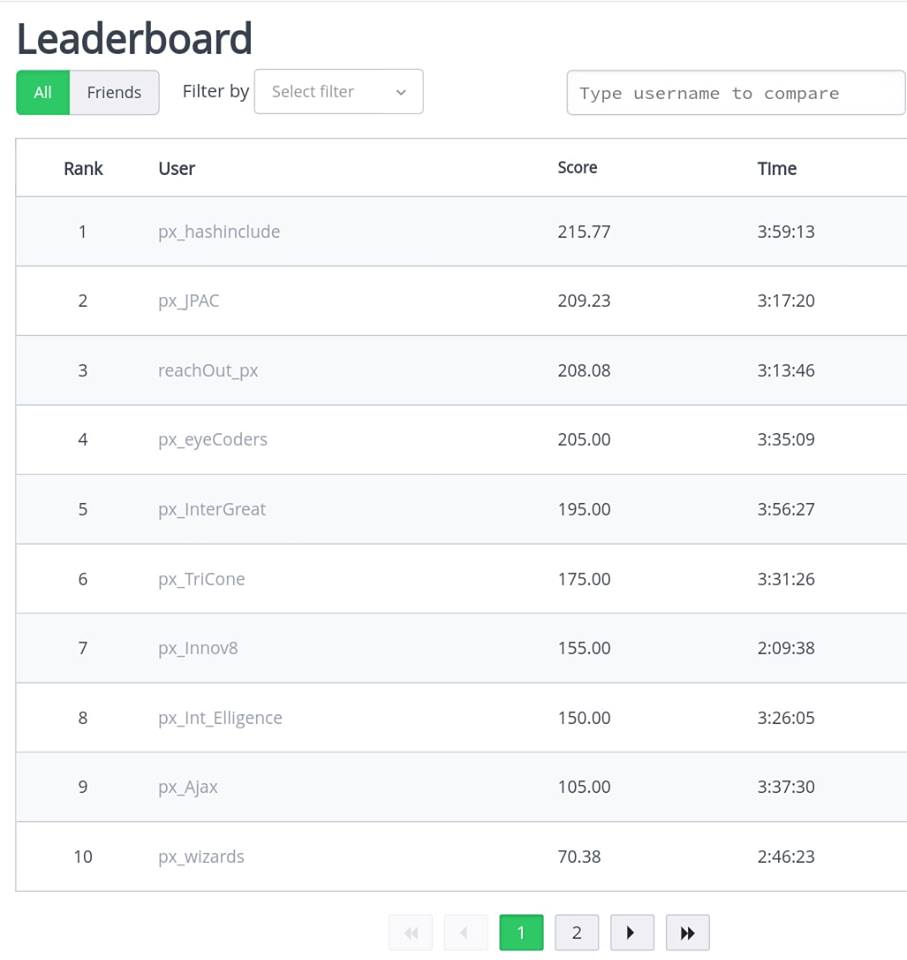 Leaderboard
All Friends Filter by Select filter Type username to compare
Rank User Score Time
1 px_hashinclude 215.77 3:59:13
2 px_JPAC 209.23 3:17:20
3 reachOut_px 208.08 3:13:46
4 px_eyeCoders 205.00 3:35:09
5 px_InterGreat 195.00 3:56:27
6 px_TriCone 175.00 3:31:26
7 px_Innov8 155.00 2:09:38
8 px_Int_Elligence 150.00 3:26:05
9 px_Ajax 105.00 3:37:30
10 px_wizards 70.38 2:46:23
1 2